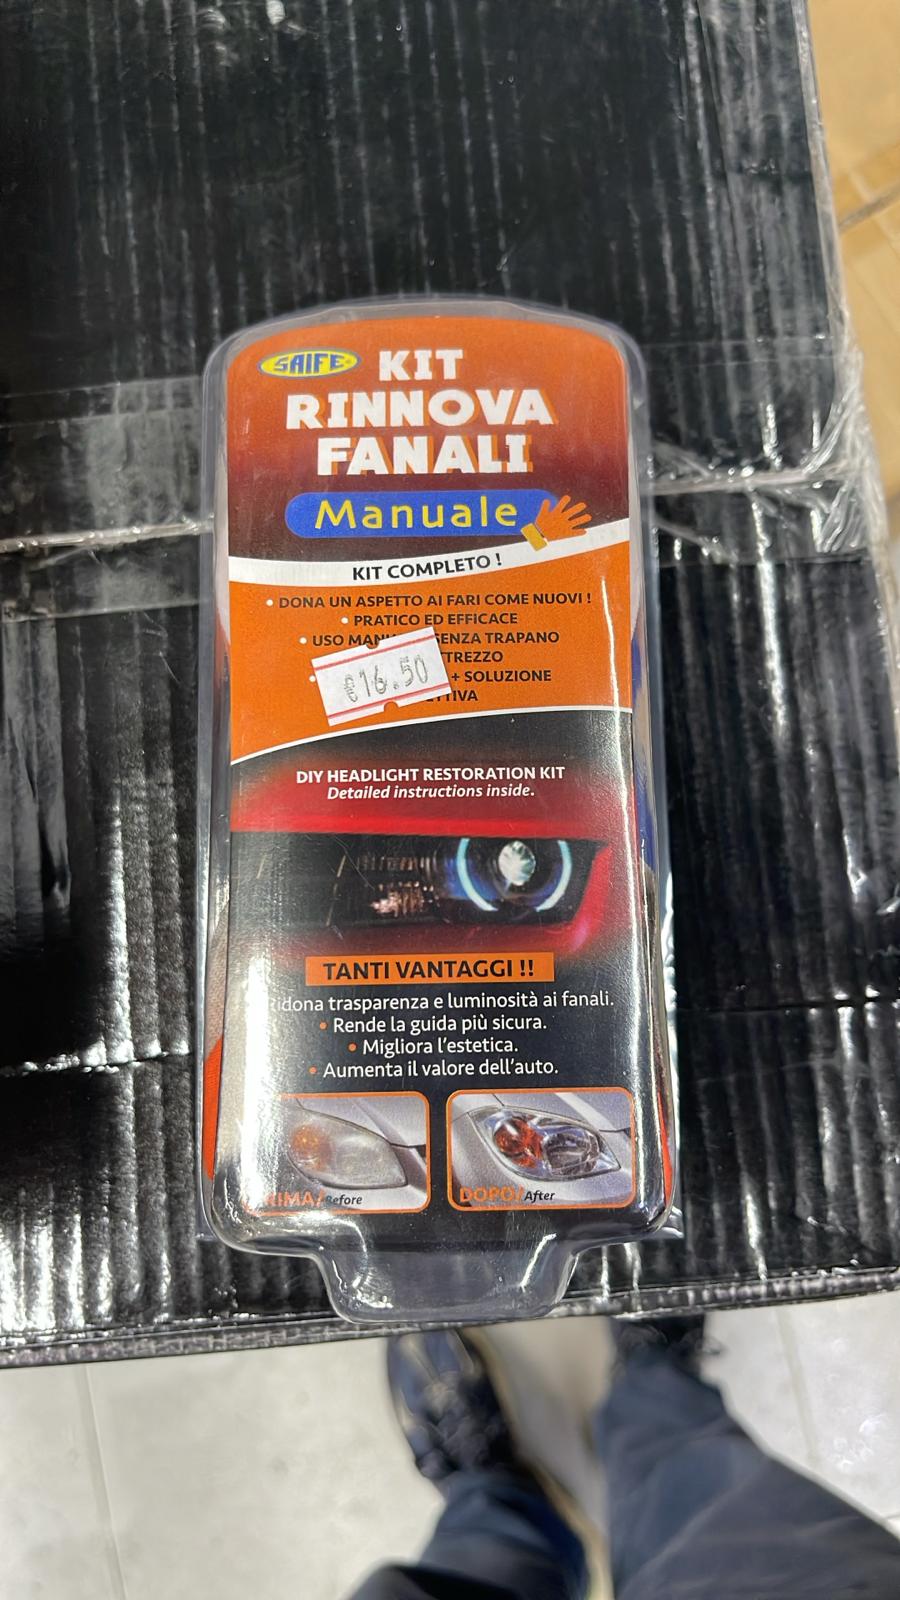 SAIFE
KIT
RINNOVA
FANALI
Manuale
KIT COMPLETO !
• DONA UN ASPETTO AI FARI COME NUOVI !
• PRATICO ED EFFICACE
• USO SENZA TRAPANO
€16.50
+ SOLUZIONE
DIY HEADLIGHT RESTORATION KIT
Detailed instructions inside.
TANTI VANTAGGI !!
Ridona trasparenza e luminosità ai fanali.
• Rende la guida più sicura.
• Migliora l'estetica.
• Aumenta il valore dell'auto.
PRIMA/Before
DOPO/After